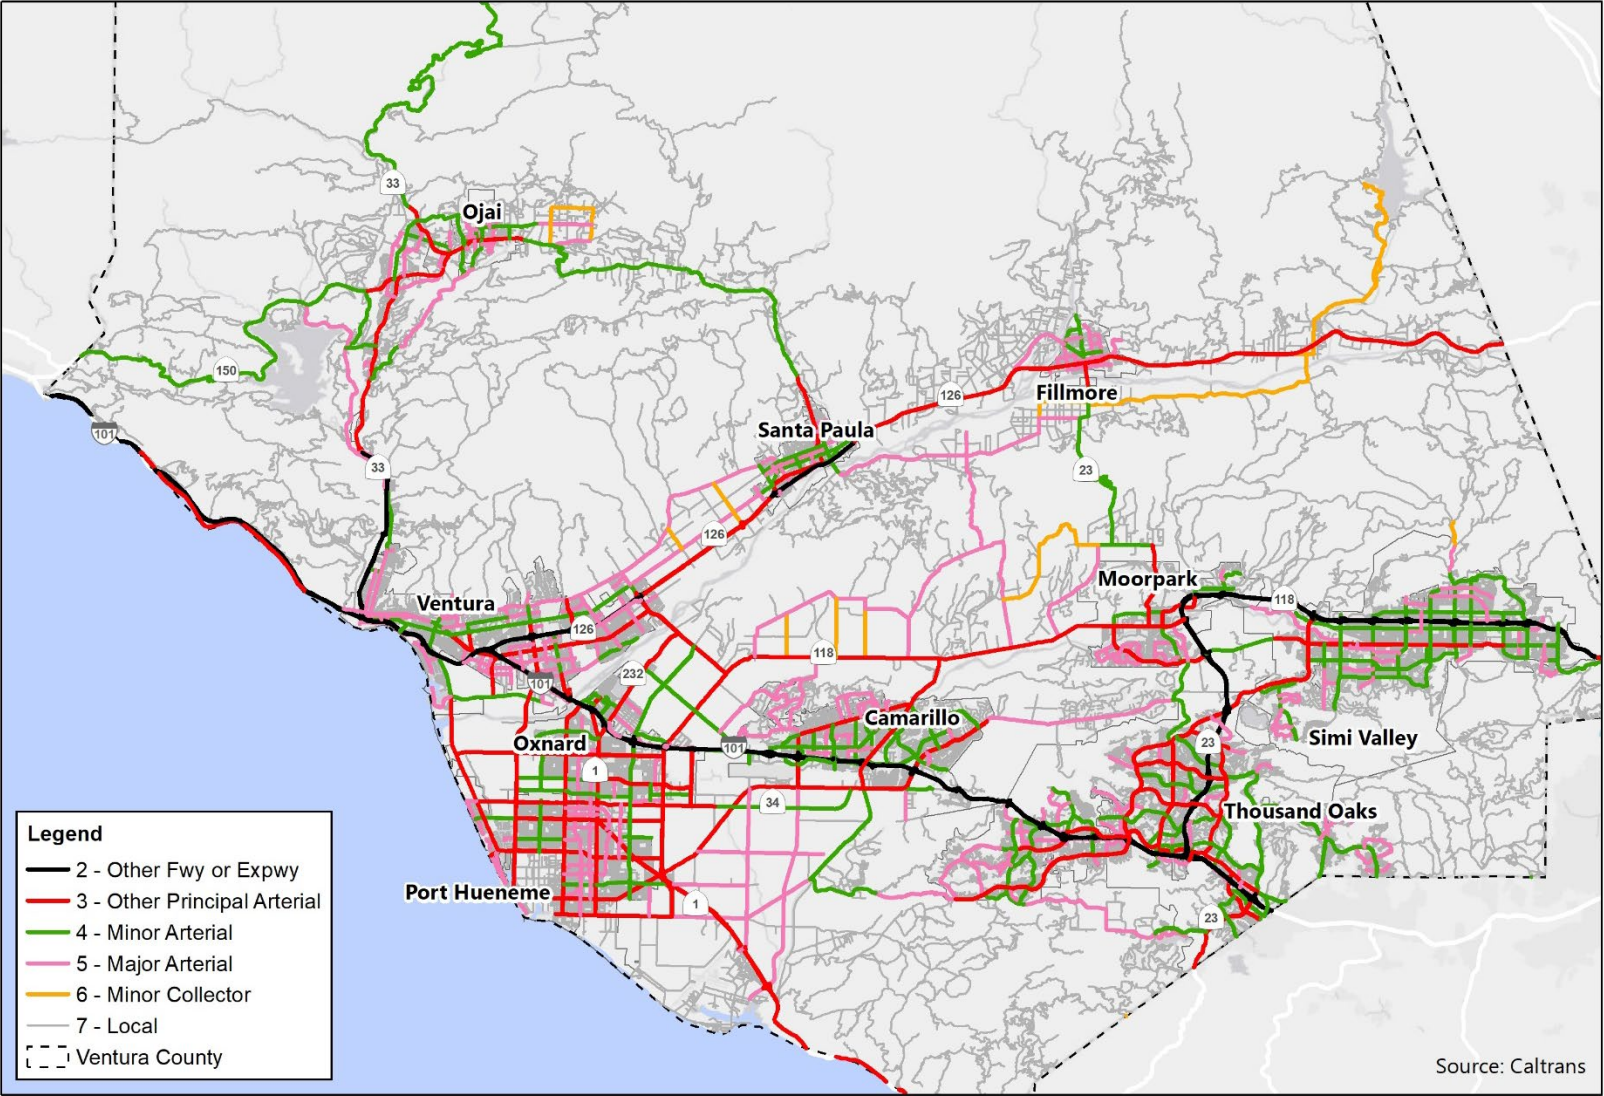 33
Ojai
150
126
Fillmore
Santa Paula
101
33
23
126
Moorpark
118
Ventura
126
118
232
101
Camarillo
Oxnard
101
23
Simi Valley
1
34
Thousand Oaks
Port Hueneme
1
23
Legend
2 - Other Fwy or Expwy
3 - Other Principal Arterial
4 - Minor Arterial
5 - Major Arterial
6 - Minor Collector
7 - Local
Ventura County
Source: Caltrans